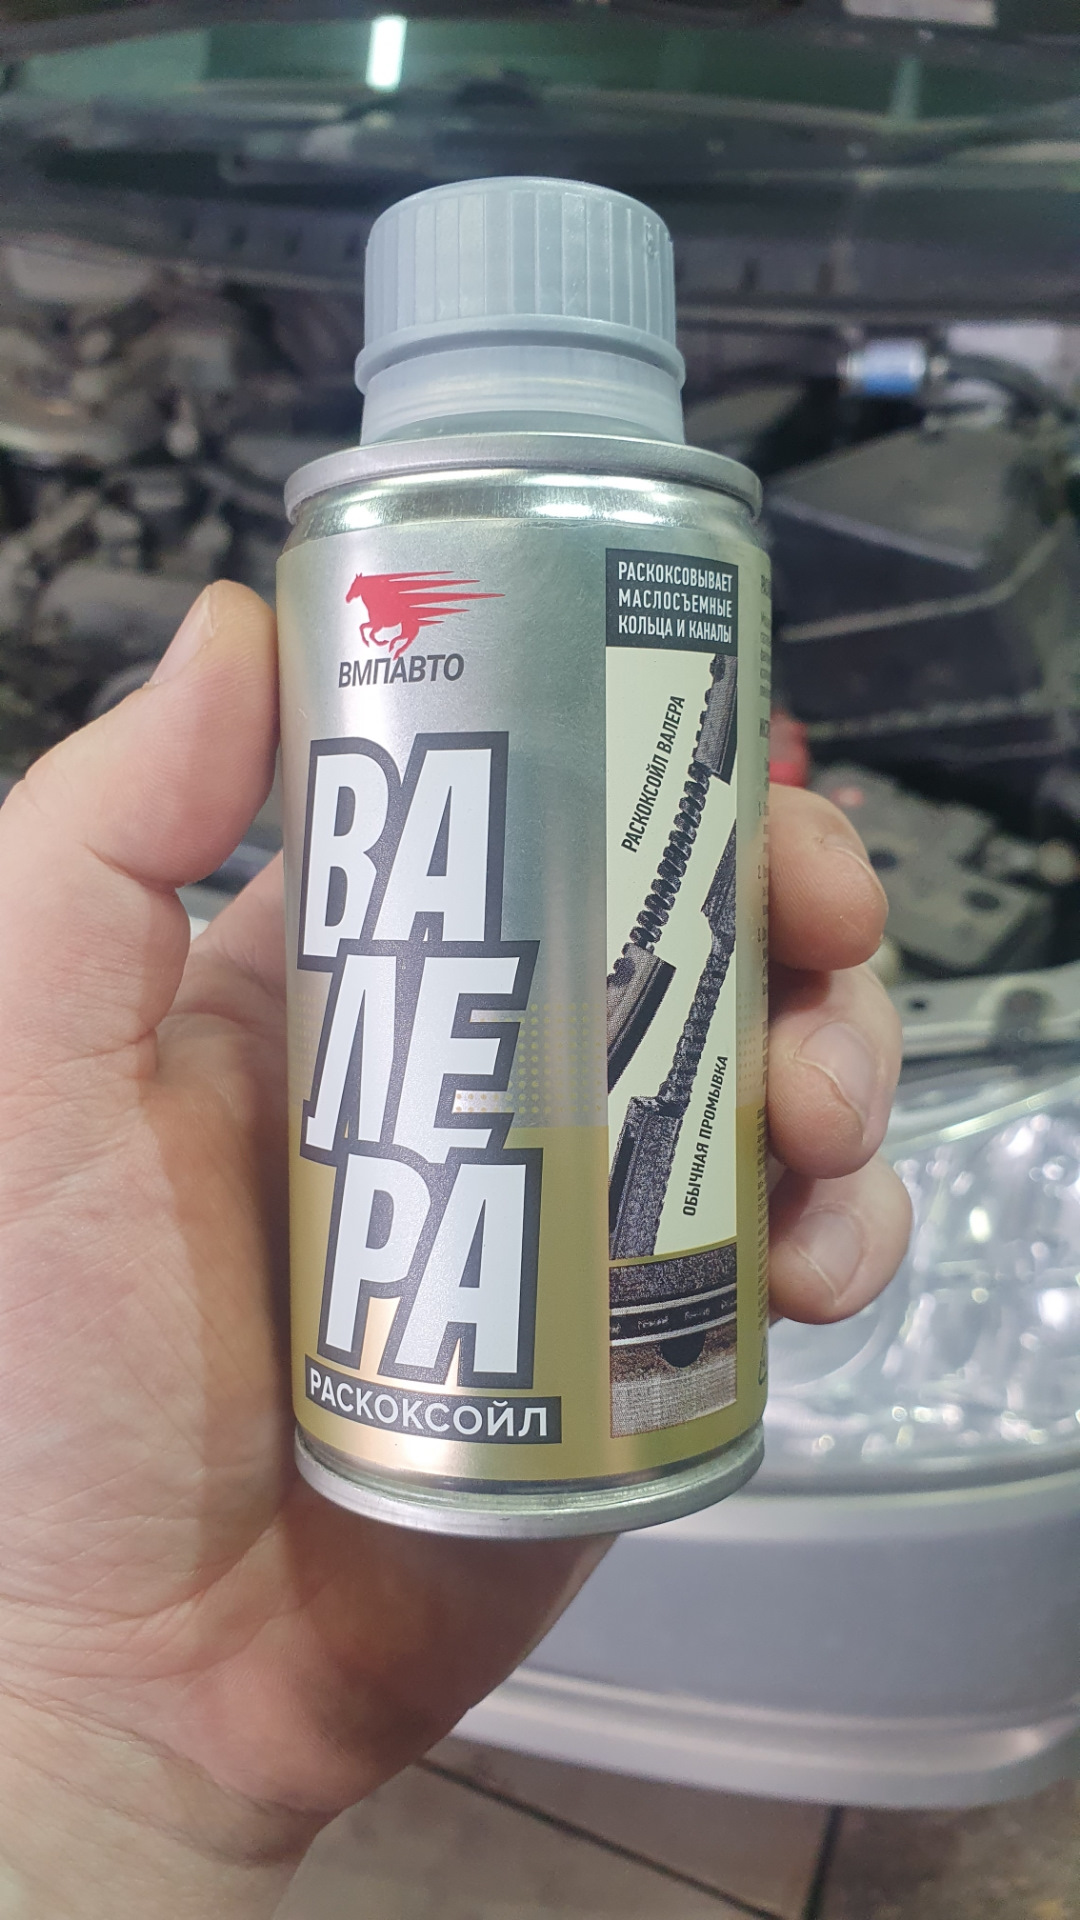 ВМПАВТО
ВА
ЛЕ
РА
РАСКОКСОЙЛ
РАСКОКСОВЫВАЕТ
МАСЛОСЪЕМНЫЕ
КОЛЬЦА И КАНАЛЫ
РАСКОКСОЙЛ ВАЛЕРА
ОБЫЧНАЯ ПРОМЫВКА